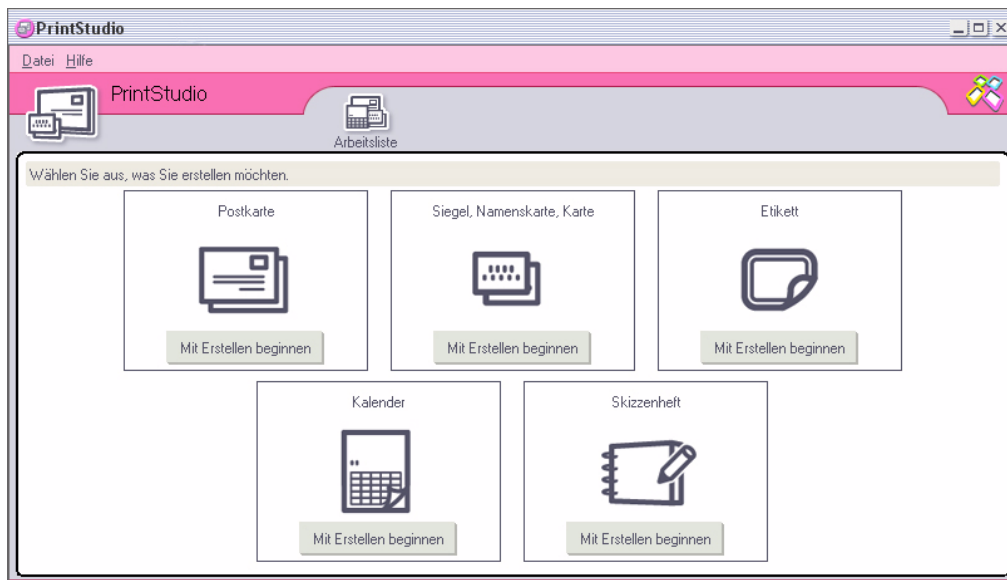 PrintStudio
Datei Hilfe
PrintStudio
Arbeitsliste
Wählen Sie aus, was Sie erstellen möchten.
Postkarte
Mit Erstellen beginnen
Siegel, Namenskarte, Karte
Mit Erstellen beginnen
Etikett
Mit Erstellen beginnen
Kalender
Mit Erstellen beginnen
Skizzenheft
Mit Erstellen beginnen